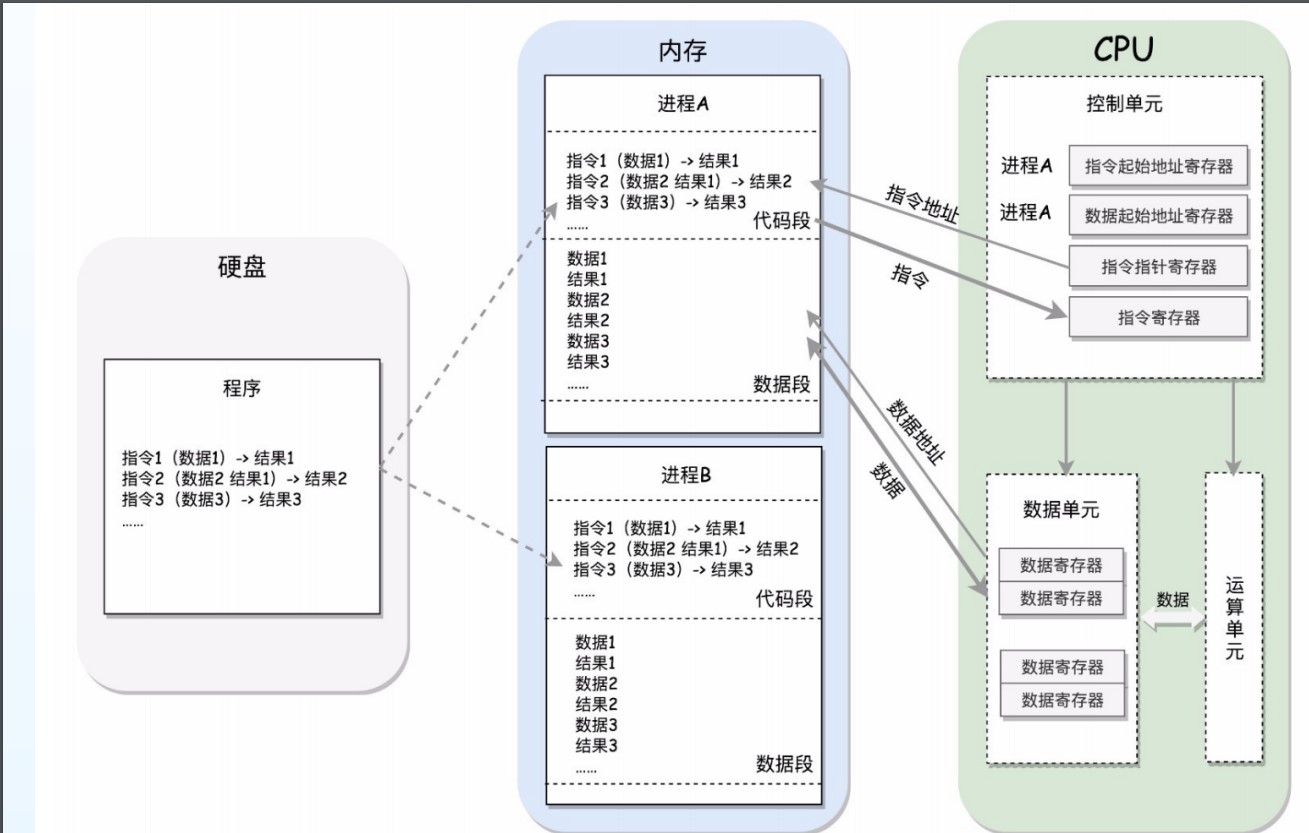 硬盘
程序
指令1（数据1）-> 结果1
指令2（数据2 结果1）-> 结果2
指令3（数据3）-> 结果3
......
内存
进程A
指令1（数据1）-> 结果1
指令2（数据2 结果1）-> 结果2
指令3（数据3）-> 结果3
......
代码段
数据1
结果1
数据2
结果2
数据3
结果3
......
数据段
进程B
指令1（数据1）-> 结果1
指令2（数据2 结果1）-> 结果2
指令3（数据3）-> 结果3
......
代码段
数据1
结果1
数据2
结果2
数据3
结果3
......
数据段
指令地址
指令
数据地址
数据
CPU
控制单元
进程A
指令起始地址寄存器
进程A
数据起始地址寄存器
指令指针寄存器
指令寄存器
数据单元
数据寄存器
数据寄存器
数据寄存器
数据寄存器
数据
运算单元